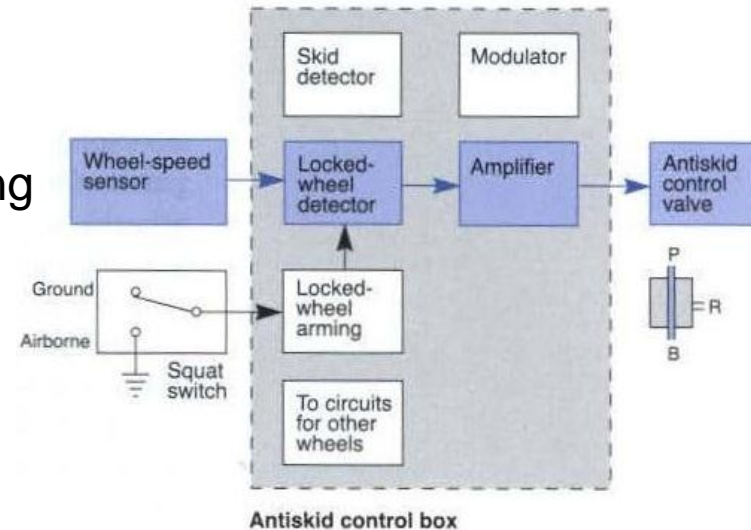 Skid
detector
Modulator
ng
Wheel-speed
sensor
Locked-
wheel
detector
Amplifier
Antiskid
control
valve
Ground
Airborne
Squat
switch
Locked-
wheel
arming
P
R
B
To circuits
for other
wheels
Antiskid control box